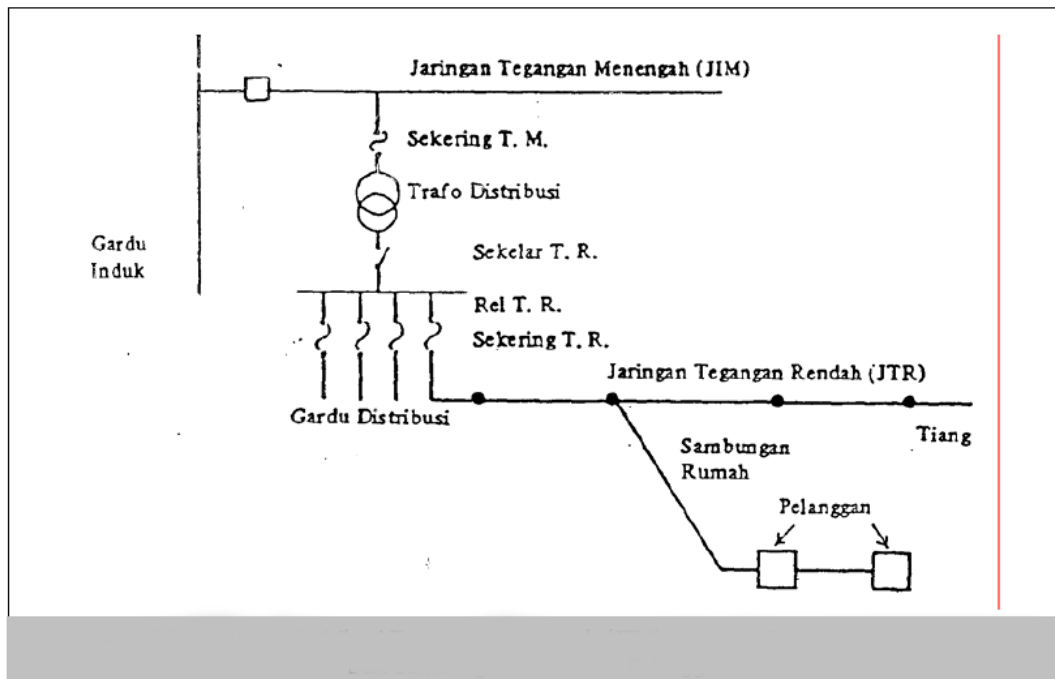 Jaringan Tegangan Menengah (JIM)
Sekering T. M.
Trafo Distribusi
Gardu
Induk
Sekelar T. R.
Rel T. R.
Sekering T. R.
Jaringan Tegangan Rendah (JTR)
Gardu Distribusi
Tiang
Sambungan
Rumah
Pelanggan